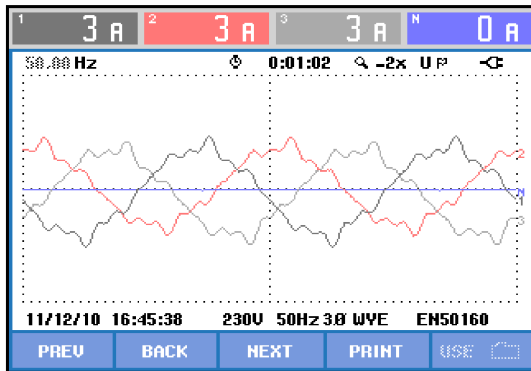 1 3 A 2 3 A 3 3 A N 0 A
50.00 Hz 0:01:02 -2x U
2
N
1
3
11/12/10 16:45:38 230V 50Hz 3Ø WYE EN50160
PREV BACK NEXT PRINT USE